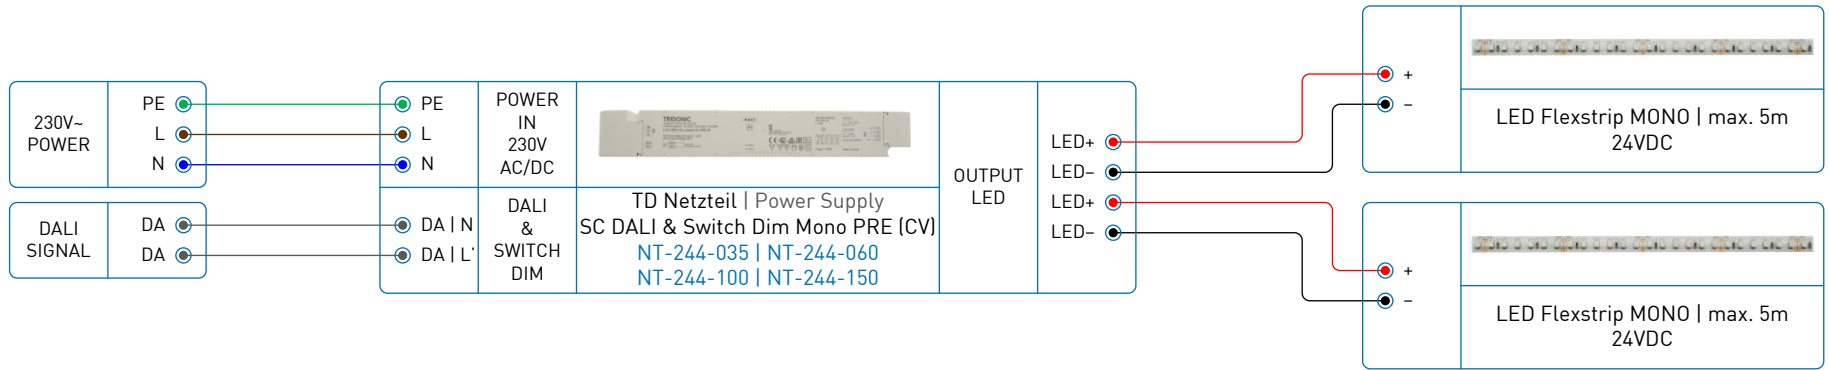 230V~
POWER
PE
L
N
DALI
SIGNAL
DA
DA
PE
L
N
DA | N
DA | L'
POWER
IN
230V
AC/DC
DALI
&
SWITCH
DIM
TRIDONIC
TD Netzteil | Power Supply
SC DALI & Switch Dim Mono PRE (CV)
NT-244-035 | NT-244-060
NT-244-100 | NT-244-150
OUTPUT
LED
LED+
LED-
LED+
LED-
+
-
LED Flexstrip MONO | max. 5m
24VDC
+
-
LED Flexstrip MONO | max. 5m
24VDC